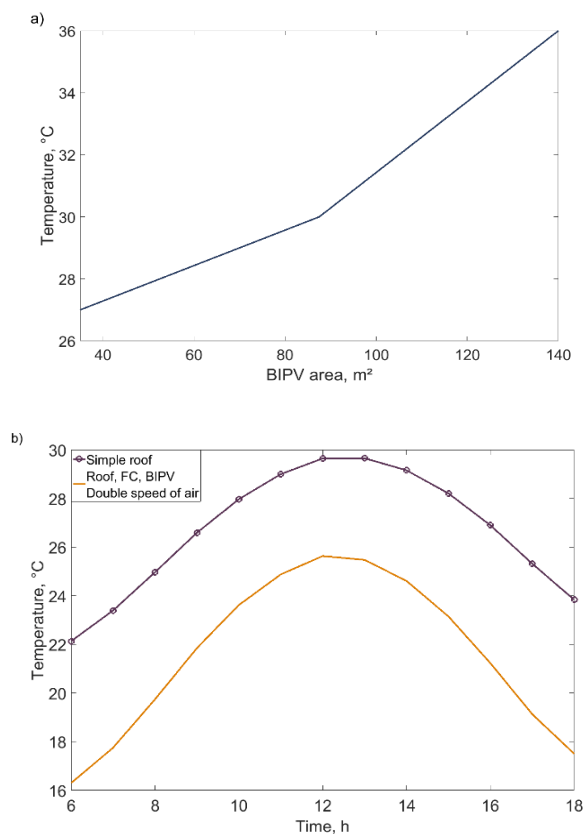 a)
36
34
32
30
28
26
Temperature, °C
40 60 80 100 120 140
BIPV area, m²
b)
30
28
26
24
22
20
18
16
Temperature, °C
Simple roof
Roof, FC, BIPV
Double speed of air
6 8 10 12 14 16 18
Time, h